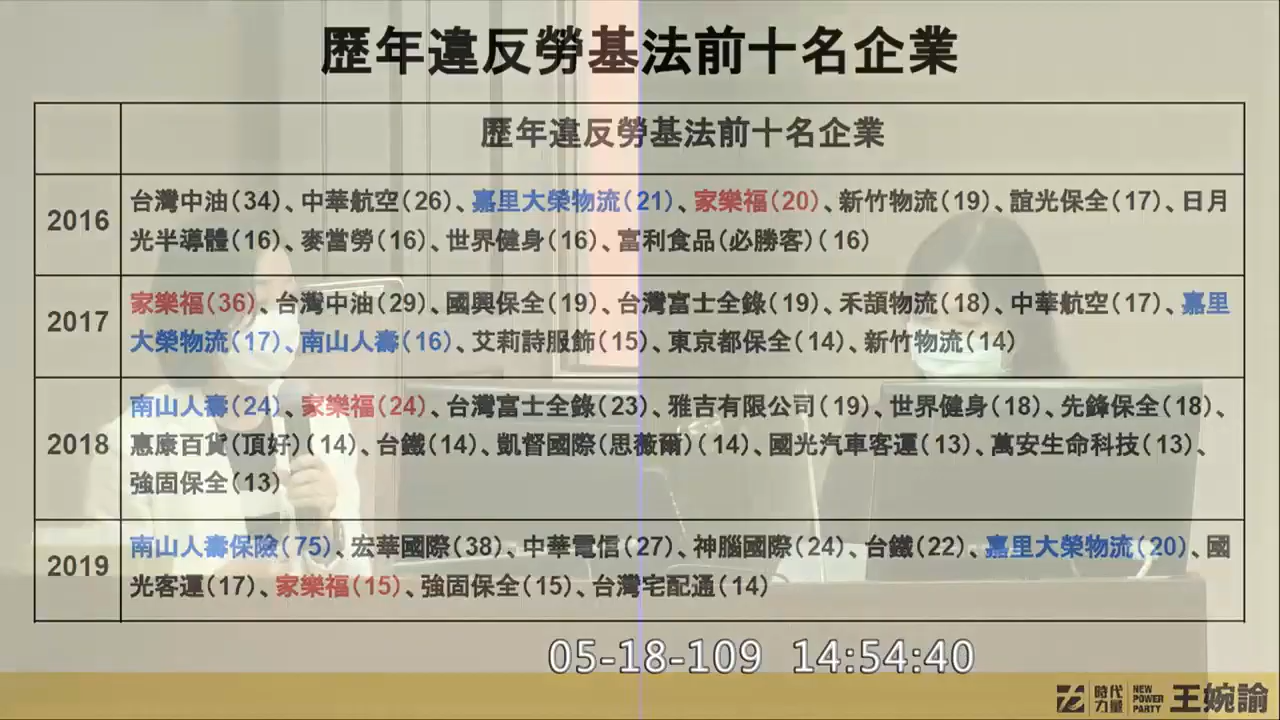 歷年違反勞基法前十名企業
歷年違反勞基法前十名企業
2016
台灣中油(34)、中華航空(26)、嘉里大榮物流(21)、家樂福(20)、新竹物流(19)、誼光保全(17)、日月
光半導體(16)、麥當勞(16)、世界健身(16)、富利食品(必勝客)(16)
2017
家樂福(36)、台灣中油(29)、國興保全(19)、台灣富士全錄(19)、禾頡物流(18)、中華航空(17)、嘉里
大榮物流(17)、南山人壽(16)、艾莉詩服飾(15)、東京都保全(14)、新竹物流(14)
2018
南山人壽(24)、家樂福(24)、台灣富士全錄(23)、雅吉有限公司(19)、世界健身(18)、先鋒保全(18)、
惠康百貨(頂好)(14)、台鐵(14)、凱督國際(思薇爾)(14)、國光汽車客運(13)、萬安生命科技(13)、
強固保全(13)
2019
南山人壽保險(75)、宏華國際(38)、中華電信(27)、神腦國際(24)、台鐵(22)、嘉里大榮物流(20)、國
光客運(17)、家樂福(15)、強固保全(15)、台灣宅配通(14)
05-18-109 14:54:40
時代
力量
NEW
POWER
PARTY
王婉諭